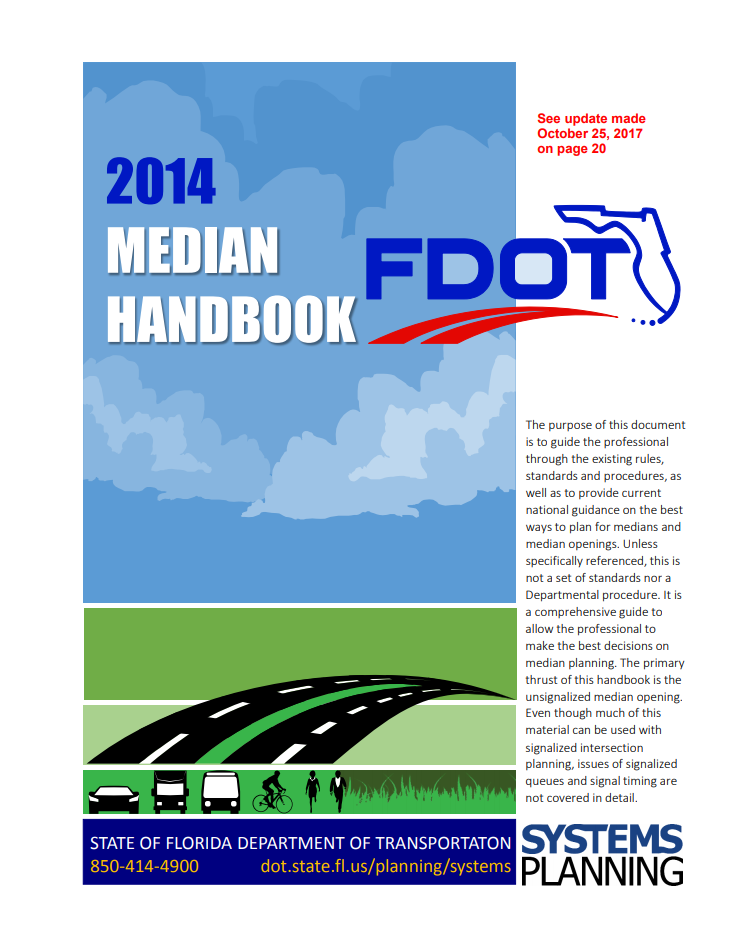 See update made
October 25, 2017
on page 20
2014
MEDIAN
HANDBOOK
FDOT
The purpose of this document
is to guide the professional
through the existing rules,
standards and procedures, as
well as to provide current
national guidance on the best
ways to plan for medians and
median openings. Unless
specifically referenced, this is
not a set of standards nor a
Departmental procedure. It is
a comprehensive guide to
allow the professional to
make the best decisions on
median planning. The primary
thrust of this handbook is the
unsignalized median opening.
Even though much of this
material can be used with
signalized intersection
planning, issues of signalized
queues and signal timing are
not covered in detail.
STATE OF FLORIDA DEPARTMENT OF TRANSPORTATON
850-414-4900 dot.state.fl.us/planning/systems
SYSTEMS
PLANNING